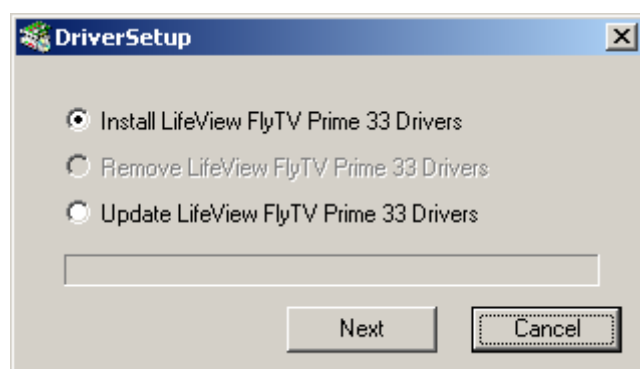 DriverSetup
Install LifeView FlyTV Prime 33 Drivers
Remove LifeView FlyTV Prime 33 Drivers
Update LifeView FlyTV Prime 33 Drivers
Next Cancel